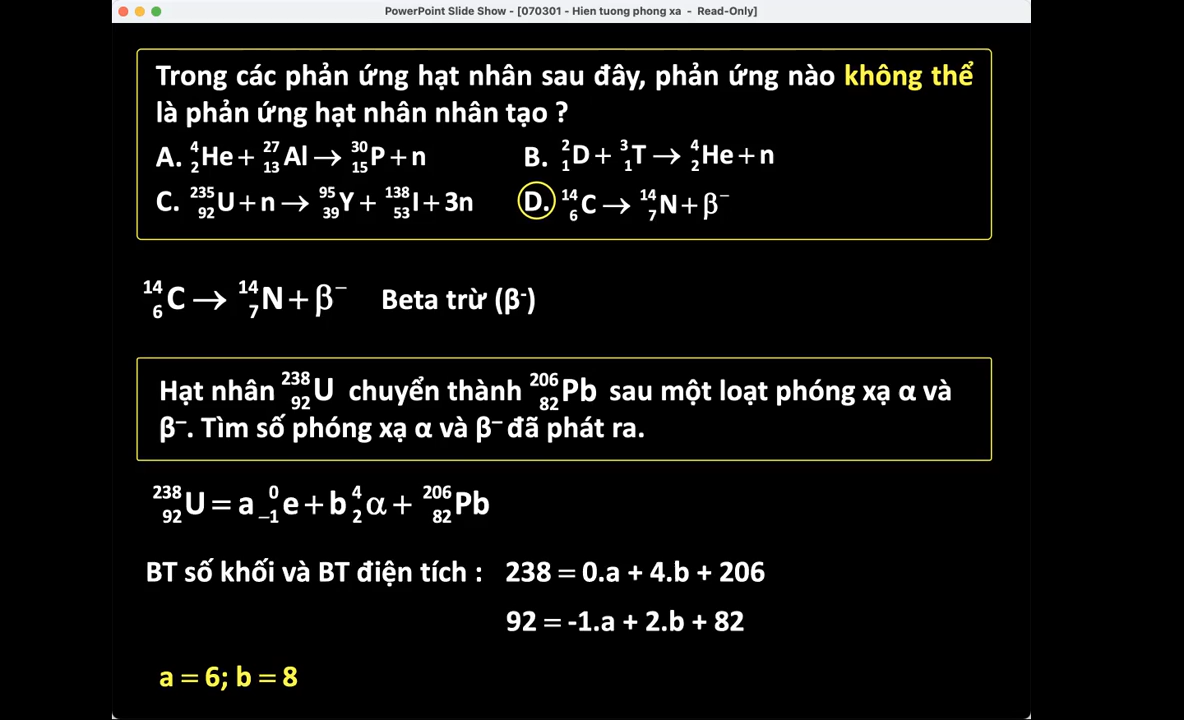 PowerPoint Slide Show - [070301 - Hien tuong phong xa - Read-Only]
Trong các phản ứng hạt nhân sau đây, phản ứng nào không thể
là phản ứng hạt nhân nhân tạo ?
A. ⁴₂He + ²⁷₁₃Al → ³⁰₁₅P + n
B. ²₁D + ³₁T → ⁴₂He + n
C. ²³⁵₉₂U + n → ⁹⁵₃₉Y + ¹³⁸₅₃I + 3n
D. ¹⁴₆C → ¹⁴₇N + β⁻
¹⁴₆C → ¹⁴₇N + β⁻ Beta trừ (β⁻)
Hạt nhân ²³⁸₉₂U chuyển thành ²⁰⁶₈₂Pb sau một loạt phóng xạ α và
β⁻. Tìm số phóng xạ α và β⁻ đã phát ra.
²³⁸₉₂U = a ⁰₋₁e + b ⁴₂α + ²⁰⁶₈₂Pb
BT số khối và BT điện tích : 238 = 0.a + 4.b + 206
92 = -1.a + 2.b + 82
a = 6; b = 8